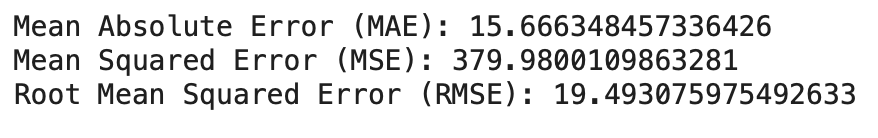 Mean Absolute Error (MAE): 15.666348457336426
Mean Squared Error (MSE): 379.9800109863281
Root Mean Squared Error (RMSE): 19.493075975492633